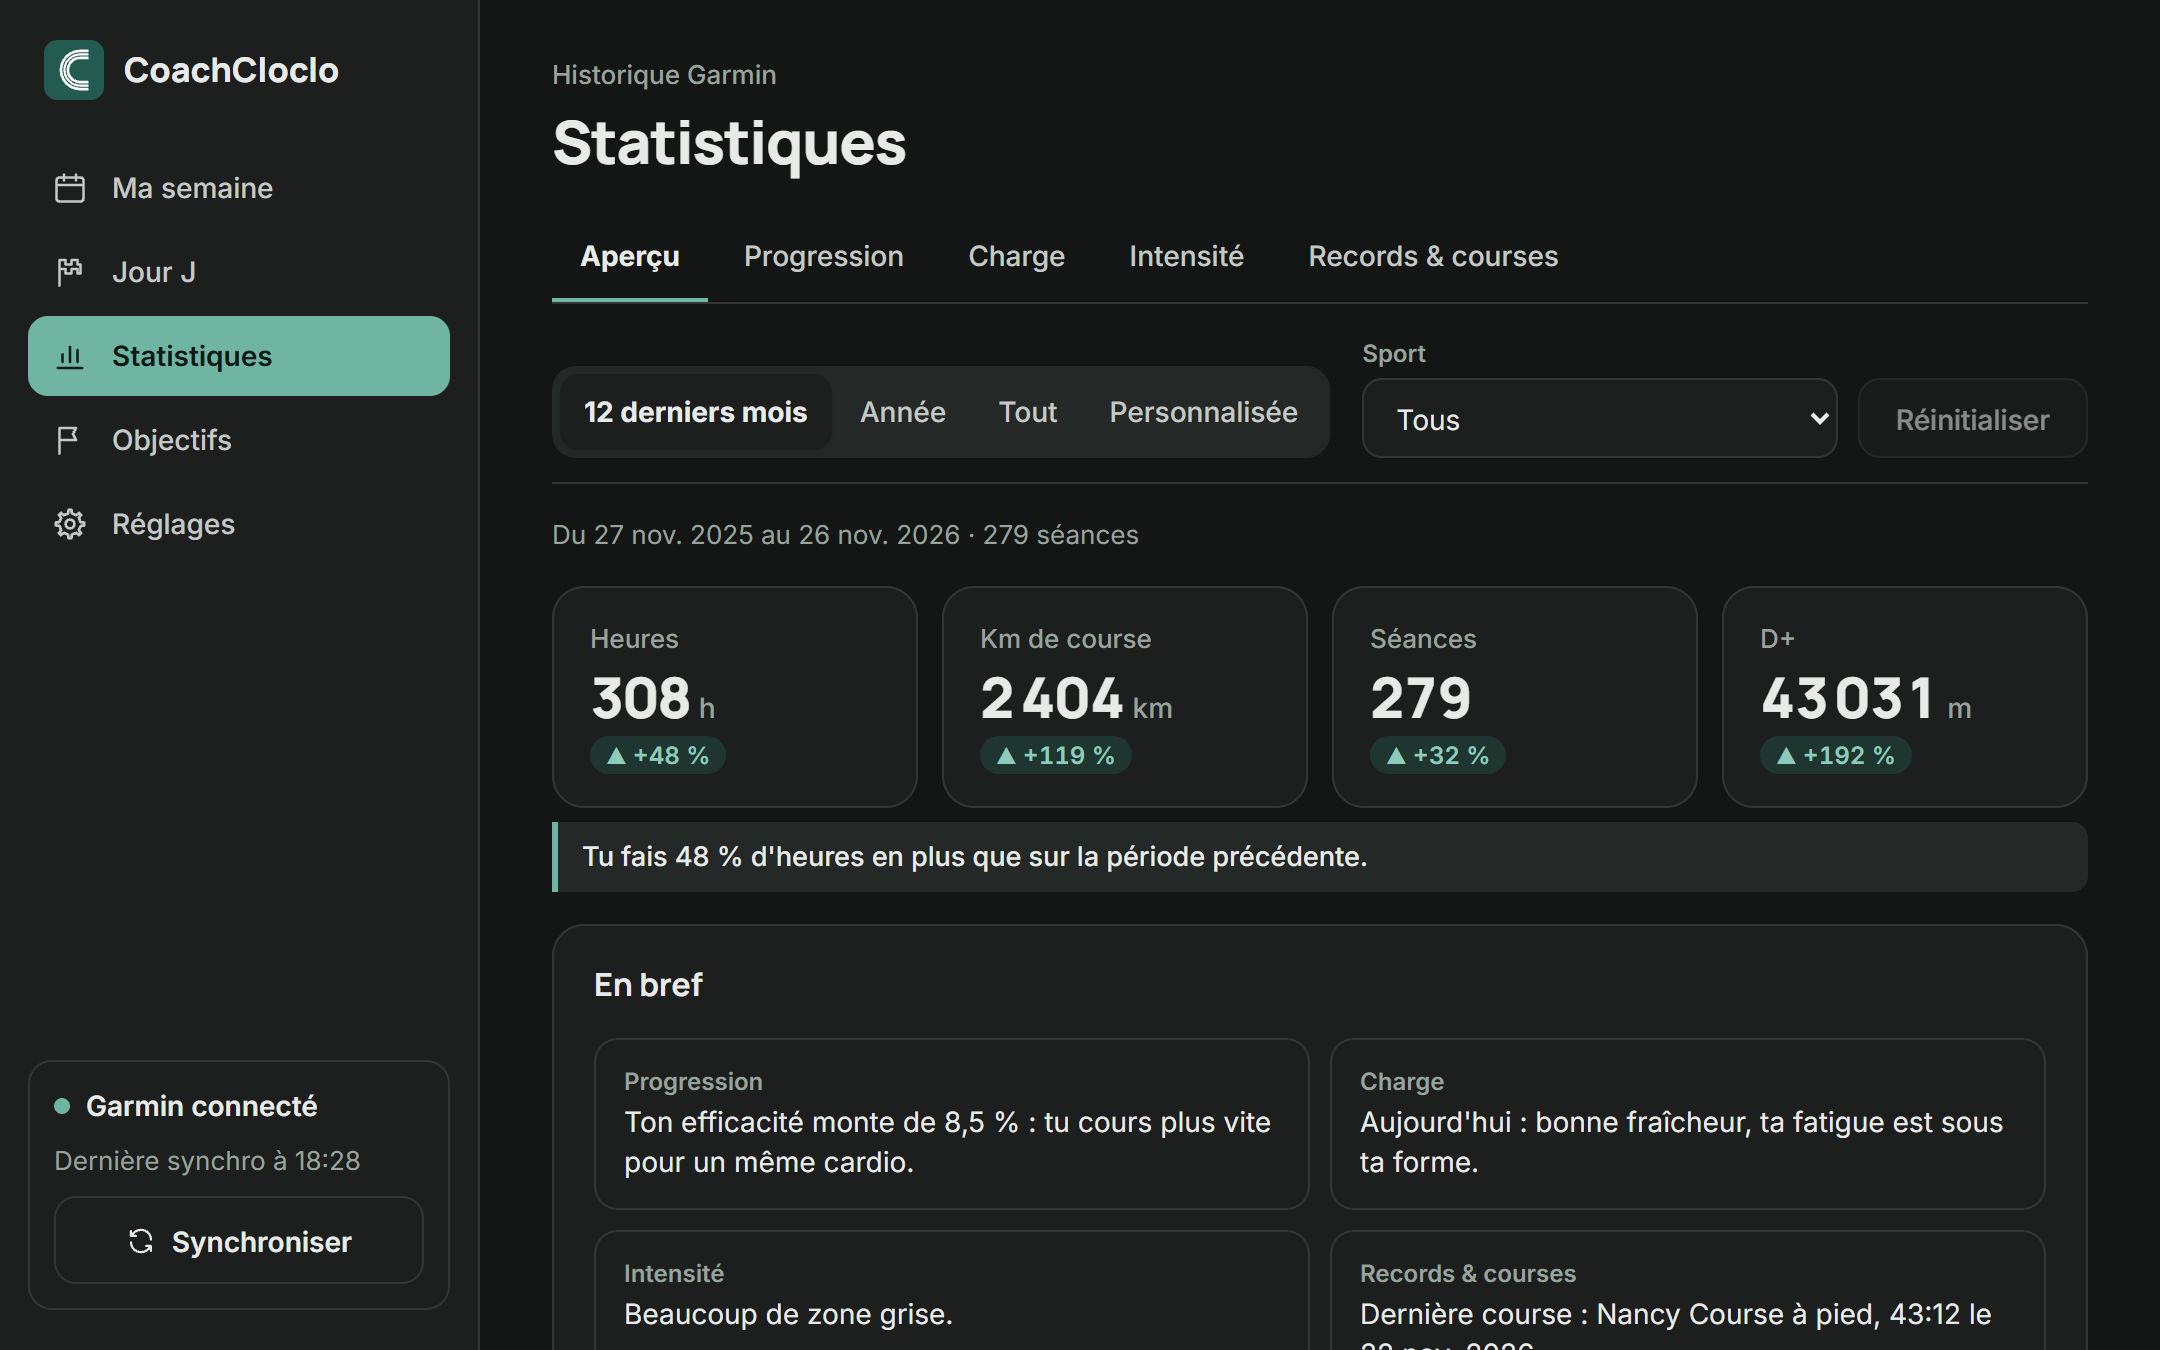 CoachCloclo
Ma semaine
Jour J
Statistiques
Objectifs
Réglages
Garmin connecté
Dernière synchro à 18:28
Synchroniser
Historique Garmin
Statistiques
Aperçu Progression Charge Intensité Records & courses
Sport
12 derniers mois Année Tout Personnalisée Tous Réinitialiser
Du 27 nov. 2025 au 26 nov. 2026 · 279 séances
Heures
308 h
▲ +48 %
Km de course
2 404 km
▲ +119 %
Séances
279
▲ +32 %
D+
43 031 m
▲ +192 %
Tu fais 48 % d'heures en plus que sur la période précédente.
En bref
Progression
Ton efficacité monte de 8,5 % : tu cours plus vite
pour un même cardio.
Charge
Aujourd'hui : bonne fraîcheur, ta fatigue est sous
ta forme.
Intensité
Beaucoup de zone grise.
Records & courses
Dernière course : Nancy Course à pied, 43:12 le